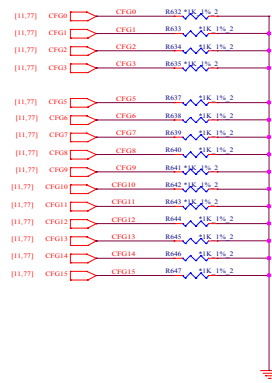 [11,77] CFG0 CFG0 R632 *1K_1%_2
[11,77] CFG1 CFG1 R633 *1K_1%_2
[11,77] CFG2 CFG2 R634 *1K_1%_2
[11,77] CFG3 CFG3 R635 *1K_1%_2
[11,77] CFG5 CFG5 R637 *1K_1%_2
[11,77] CFG6 CFG6 R638 *1K_1%_2
[11,77] CFG7 CFG7 R639 *1K_1%_2
[11,77] CFG8 CFG8 R640 *1K_1%_2
[11,77] CFG9 CFG9 R641 *1K_1%_2
[11,77] CFG10 CFG10 R642 *1K_1%_2
[11,77] CFG11 CFG11 R643 *1K_1%_2
[11,77] CFG12 CFG12 R644 *1K_1%_2
[11,77] CFG13 CFG13 R645 *1K_1%_2
[11,77] CFG14 CFG14 R646 *1K_1%_2
[11,77] CFG15 CFG15 R647 *1K_1%_2